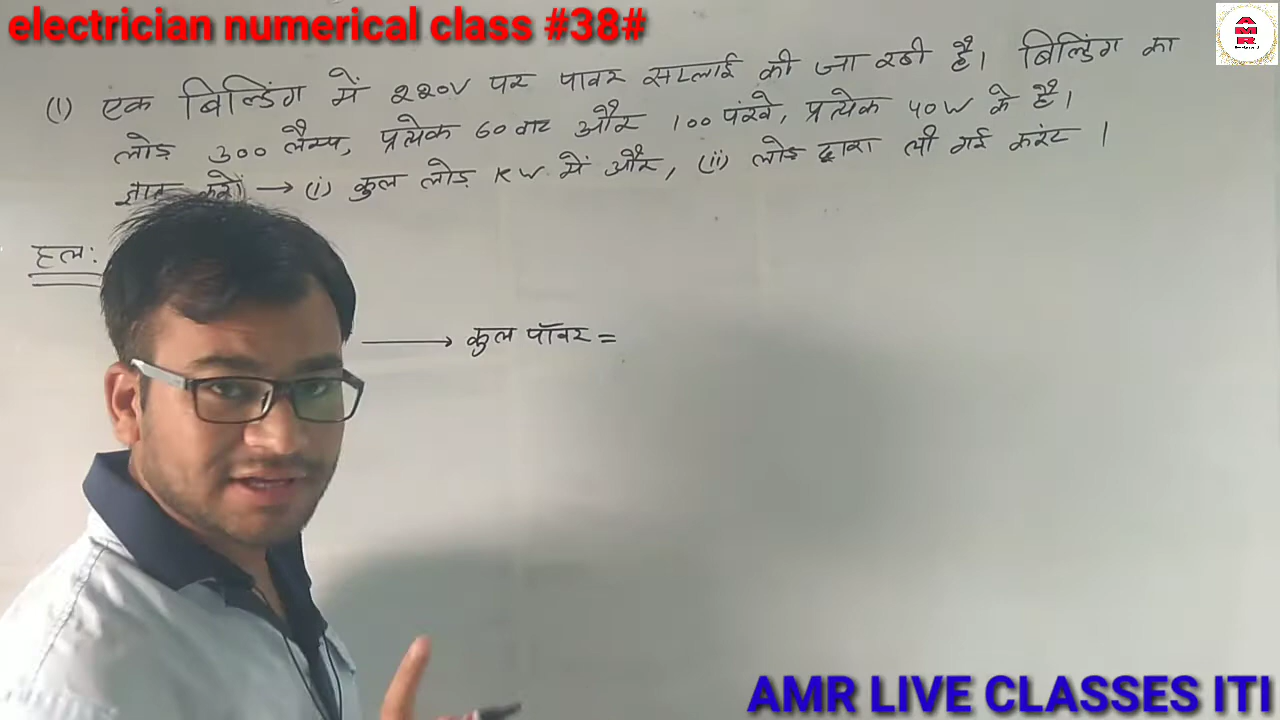 electrician numerical class #38#
AMR
(1) एक बिल्डिंग में 220V पर पावर सप्लाई की जा रही है। बिल्डिंग का
लोड़ 300 लैम्प, प्रत्येक 60 वाट और 100 पंखे, प्रत्येक 40W के है।
ज्ञात करो → (i) कुल लोड़ KW में और, (ii) लोड़ द्वारा ली गई करंट ।
हल:
→ कुल पॉवर =
AMR LIVE CLASSES ITI